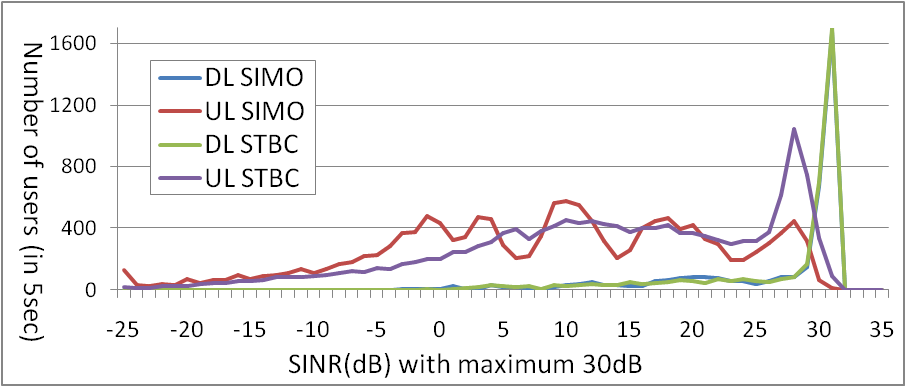 Number of users (in 5sec)
1600
1200
800
400
0
DL SIMO
UL SIMO
DL STBC
UL STBC
-25 -20 -15 -10 -5 0 5 10 15 20 25 30 35
SINR(dB) with maximum 30dB